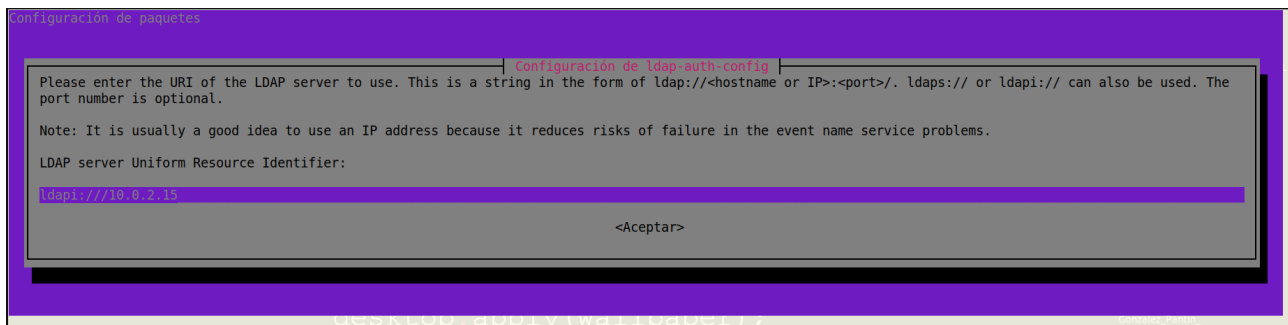 Configuración de paquetes
Configuración de ldap-auth-config
Please enter the URI of the LDAP server to use. This is a string in the form of ldap://<hostname or IP>:<port>/. ldaps:// or ldapi:// can also be used. The
port number is optional.
Note: It is usually a good idea to use an IP address because it reduces risks of failure in the event name service problems.
LDAP server Uniform Resource Identifier:
ldapi:///10.0.2.15
<Aceptar>
desktop.apply(wallpaper);